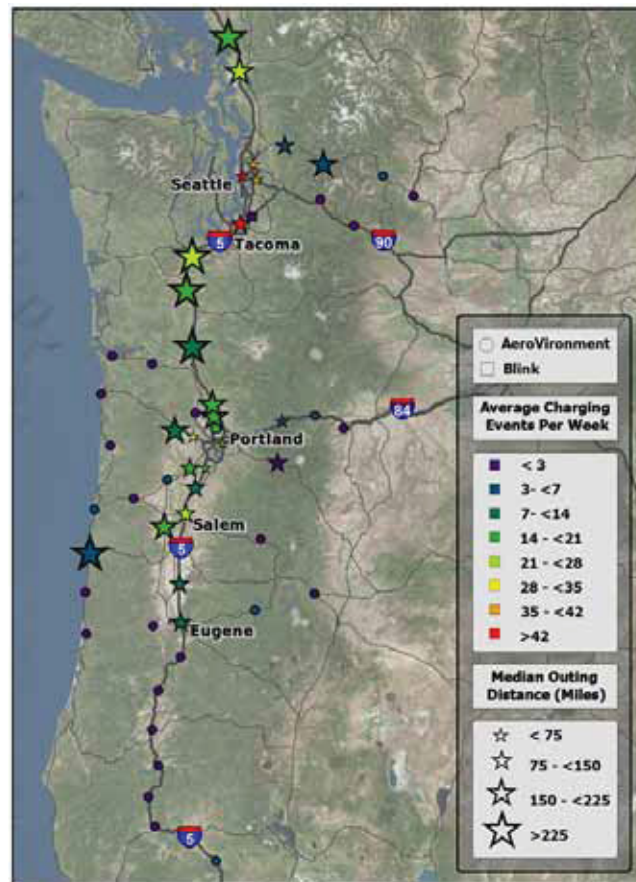 Seattle
5
Tacoma
90
AeroVironment
Blink
Average Charging
Events Per Week
< 3
3- <7
7- <14
14 - <21
21 - <28
28 - <35
35 - <42
>42
84
Portland
Salem
5
Eugene
Median Outing
Distance (Miles)
< 75
75 - <150
150 - <225
>225
5